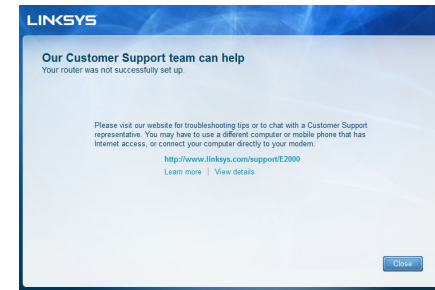 LINKSYS
Our Customer Support team can help
Your router was not successfully set up.
Please visit our website for troubleshooting tips or to chat with a Customer Support
representative. You may have to use a different computer or mobile phone that has
Internet access, or connect your computer directly to your modem.
http://www.linksys.com/support/E2000
Learn more | View details
Close